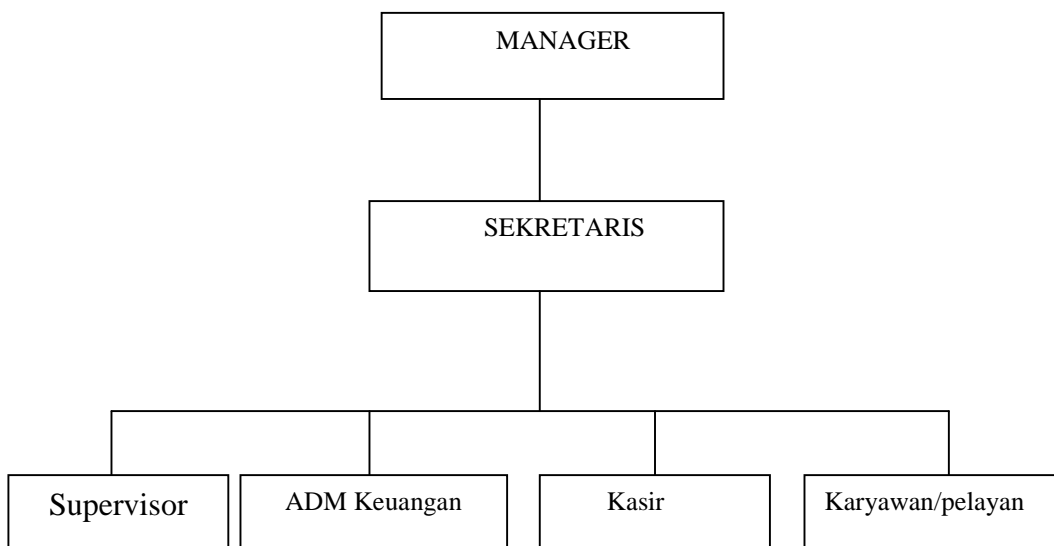 MANAGER
SEKRETARIS
Supervisor
ADM Keuangan
Kasir
Karyawan/pelayan